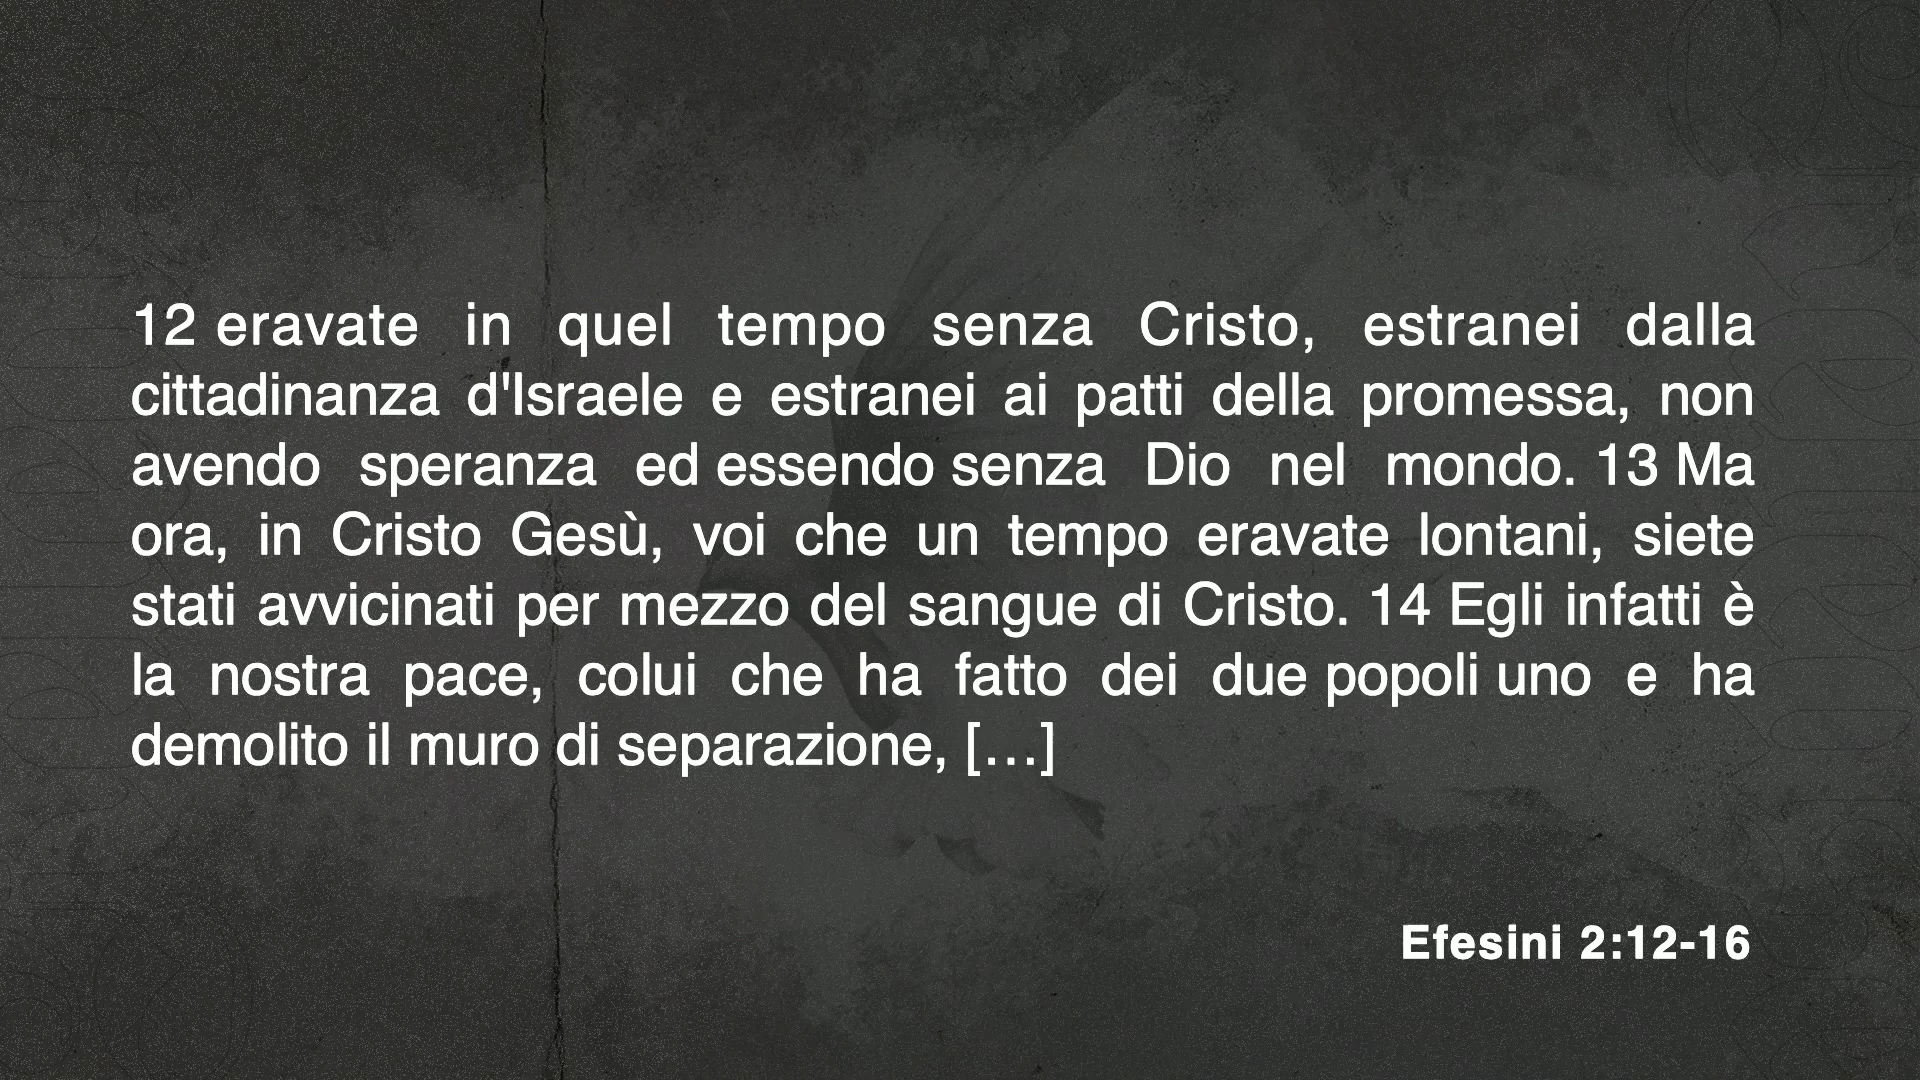 12 eravate in quel tempo senza Cristo, estranei dalla
cittadinanza d'Israele e estranei ai patti della promessa, non
avendo speranza ed essendo senza Dio nel mondo. 13 Ma
ora, in Cristo Gesù, voi che un tempo eravate lontani, siete
stati avvicinati per mezzo del sangue di Cristo. 14 Egli infatti è
la nostra pace, colui che ha fatto dei due popoli uno e ha
demolito il muro di separazione, […]
Efesini 2:12-16